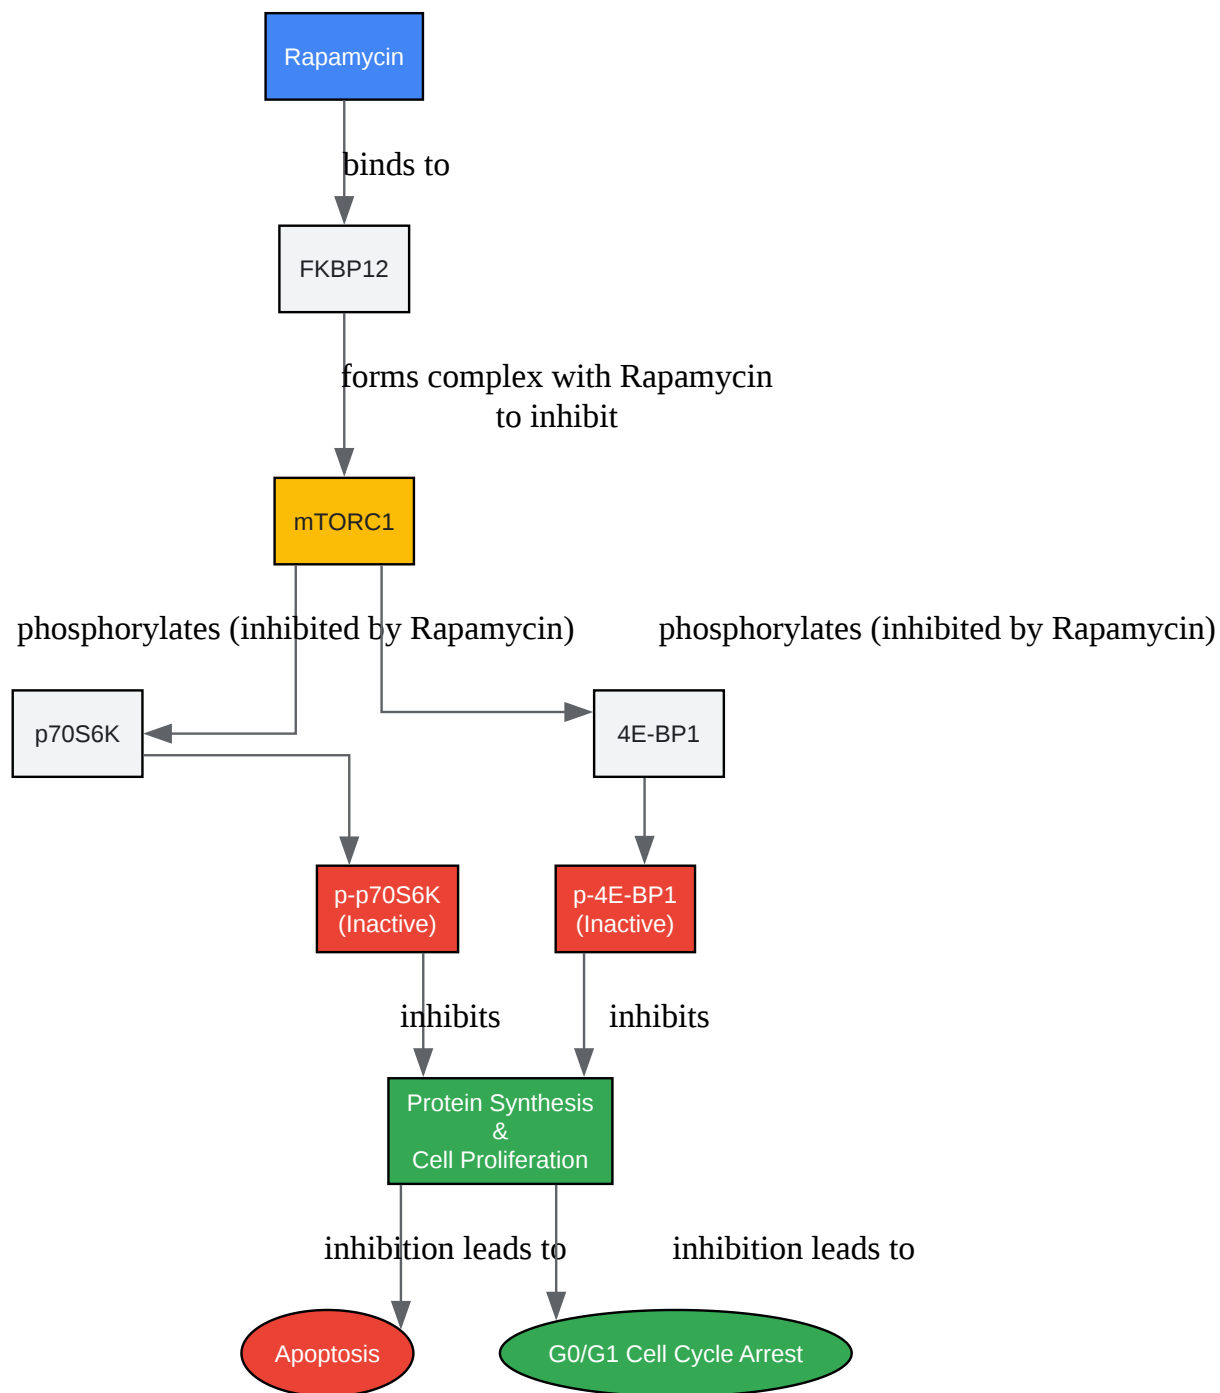 Rapamycin
binds to
FKBP12
forms complex with Rapamycin
to inhibit
mTORC1
phosphorylates (inhibited by Rapamycin)
phosphorylates (inhibited by Rapamycin)
p70S6K
4E-BP1
p-p70S6K
(Inactive)
p-4E-BP1
(Inactive)
inhibits
inhibits
Protein Synthesis
&
Cell Proliferation
inhibition leads to
inhibition leads to
Apoptosis
G0/G1 Cell Cycle Arrest